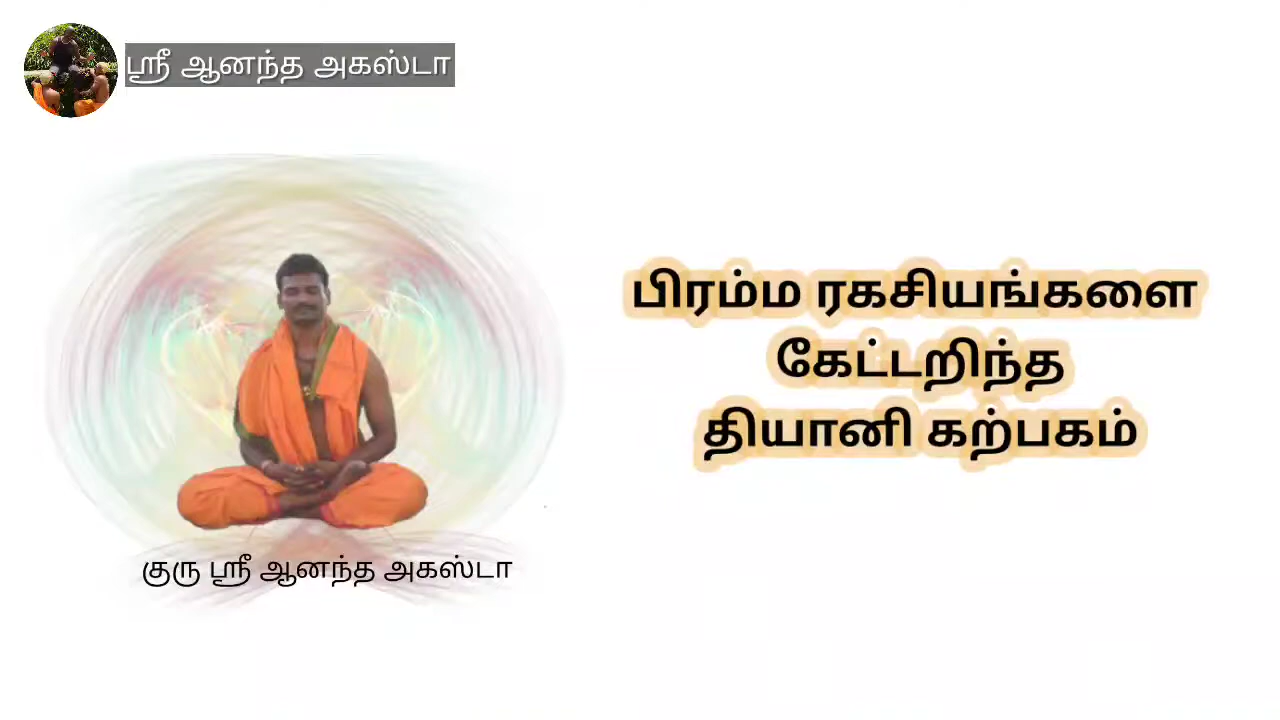 ஸ்ரீ ஆனந்த அகஸ்டா
பிரம்ம ரகசியங்களை
கேட்டறிந்த
தியானி கற்பகம்
குரு ஸ்ரீ ஆனந்த அகஸ்டா